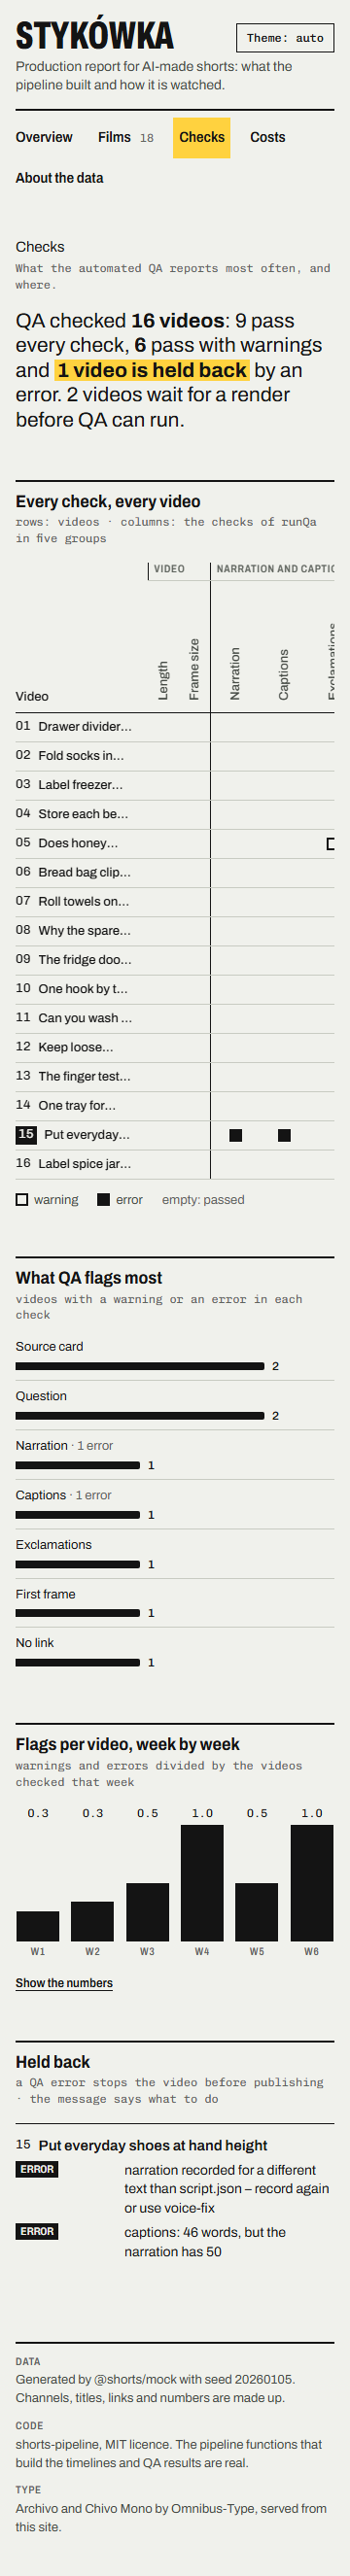 STYKÓWKA
Theme: auto
Production report for AI-made shorts: what the
pipeline built and how it is watched.
Overview Films 18 Checks Costs
About the data
Checks
What the automated QA reports most often, and
where.
QA checked 16 videos: 9 pass
every check, 6 pass with warnings
and 1 video is held back by an
error. 2 videos wait for a render
before QA can run.
Every check, every video
rows: videos · columns: the checks of runQa
in five groups
VIDEO NARRATION AND CAPTIC
Video Length Frame size Narration Captions Exclamations
01 Drawer divider...
02 Fold socks in...
03 Label freezer...
04 Store each be...
05 Does honey...
06 Bread bag clip...
07 Roll towels on...
08 Why the spare...
09 The fridge doo...
10 One hook by t...
11 Can you wash ...
12 Keep loose...
13 The finger test...
14 One tray for...
15 Put everyday...
16 Label spice jar...
warning error empty: passed
What QA flags most
videos with a warning or an error in each
check
Source card
2
Question
2
Narration · 1 error
1
Captions · 1 error
1
Exclamations
1
First frame
1
No link
1
Flags per video, week by week
warnings and errors divided by the videos
checked that week
0.3 0.3 0.5 1.0 0.5 1.0
W1 W2 W3 W4 W5 W6
Show the numbers
Held back
a QA error stops the video before publishing
· the message says what to do
15 Put everyday shoes at hand height
ERROR narration recorded for a different
text than script.json – record again
or use voice-fix
ERROR captions: 46 words, but the
narration has 50
DATA
Generated by @shorts/mock with seed 20260105.
Channels, titles, links and numbers are made up.
CODE
shorts-pipeline, MIT licence. The pipeline functions that
build the timelines and QA results are real.
TYPE
Archivo and Chivo Mono by Omnibus-Type, served from
this site.